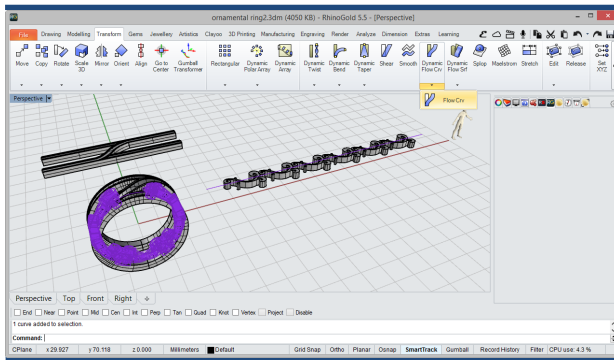 ornamental ring2.3dm (4050 KB) - RhinoGold 5.5 - [Perspective]
File Drawing Modelling Transform Gems Jewellery Artistics Clayoo 3D Printing Manufacturing Engraving Render Analyze Dimension Extras Learning
Move Copy Rotate Scale 3D Mirror Orient Align Go to Center Gumball Transformer Rectangular Dynamic Polar Array Dynamic Array Dynamic Twist Dynamic Bend Dynamic Taper Shear Smooth Dynamic Flow Crv Dynamic Flow Srf Splop Maelstrom Stretch Edit Release Set XYZ
Flow Crv
Perspective
Perspective Top Front Right
End Near Point Mid Cen Int Perp Tan Quad Knot Vertex Project Disable
1 curve added to selection.
Command:
CPlane x 29.927 y 70.118 z 0.000 Millimeters Default Grid Snap Ortho Planar Osnap SmartTrack Gumball Record History Filter CPU use: 4.3 %